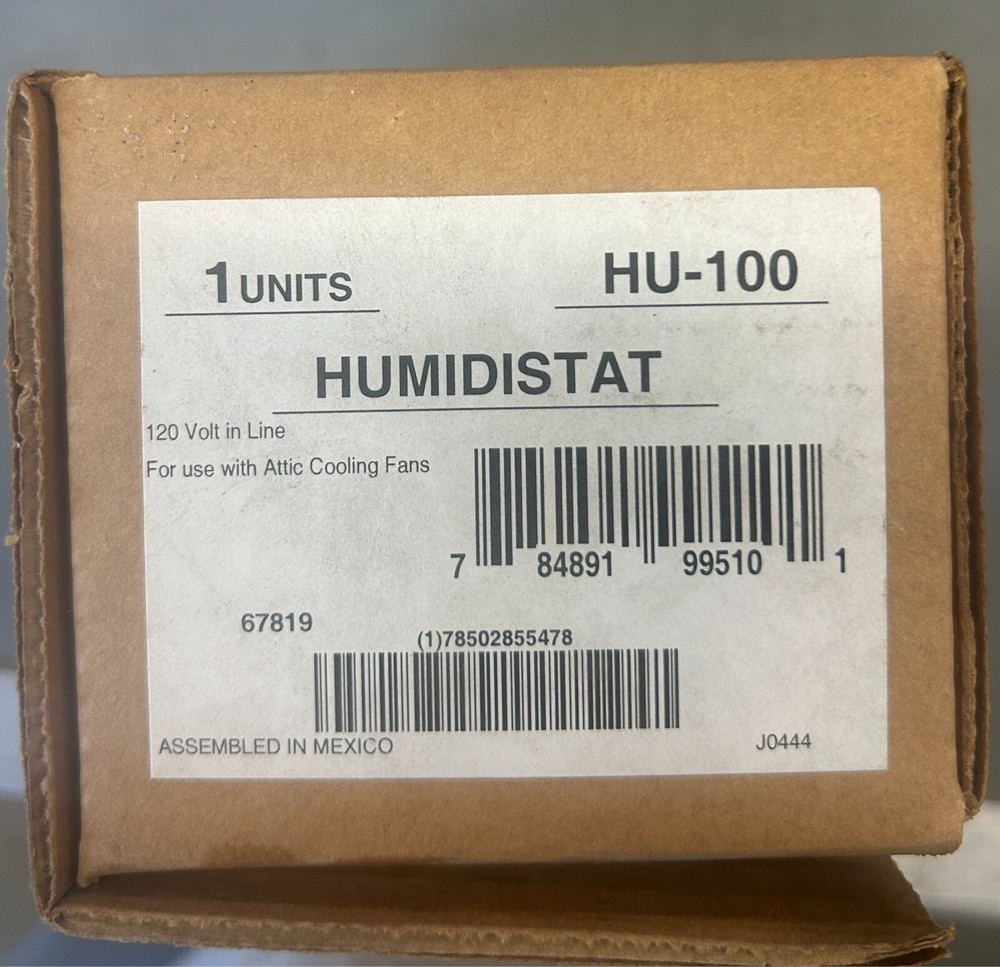 1 UNITS HU-100
HUMIDISTAT
120 Volt in Line
For use with Attic Cooling Fans
7 84891 99510 1
67819
(1)78502855478
ASSEMBLED IN MEXICO J0444